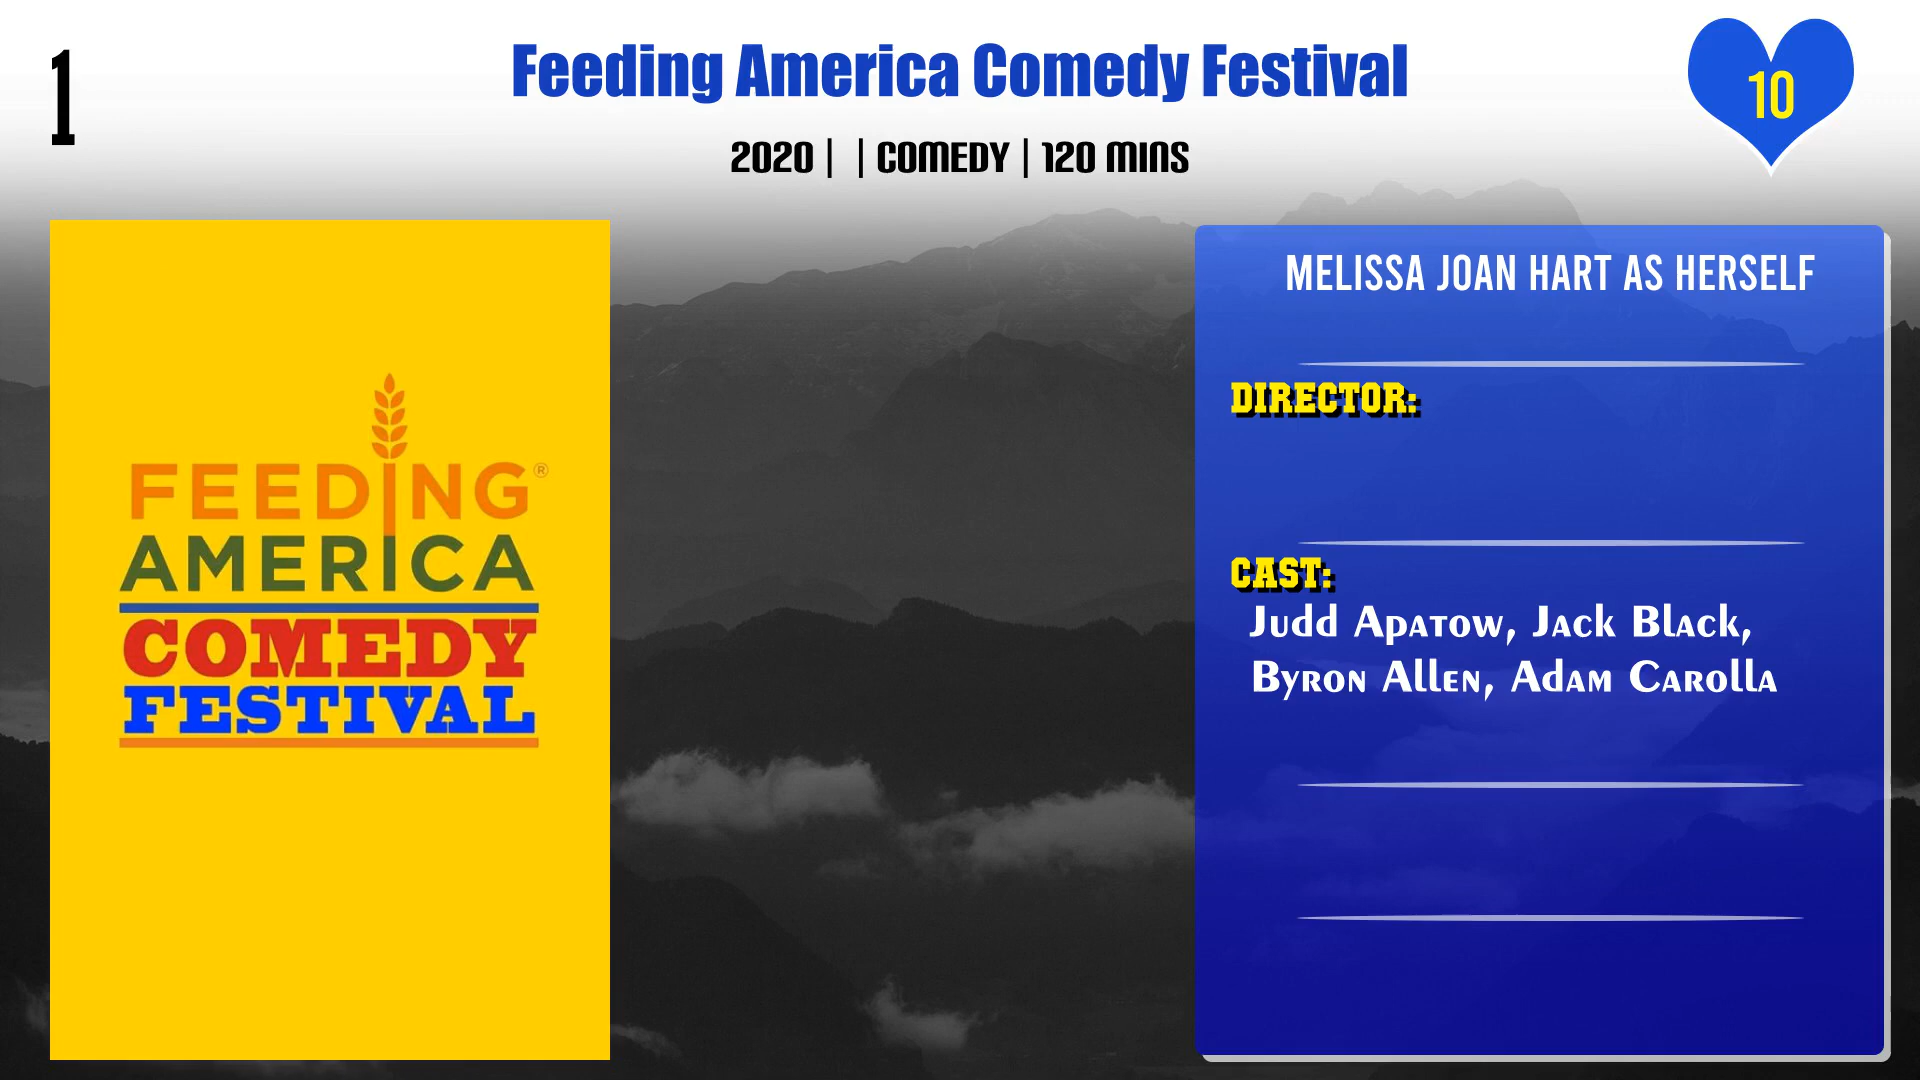 1
Feeding America Comedy Festival
10
2020 | | COMEDY | 120 MINS
FEEDING®
AMERICA
COMEDY
FESTIVAL
MELISSA JOAN HART AS HERSELF
DIRECTOR:
CAST:
Judd Apatow, Jack Black,
Byron Allen, Adam Carolla